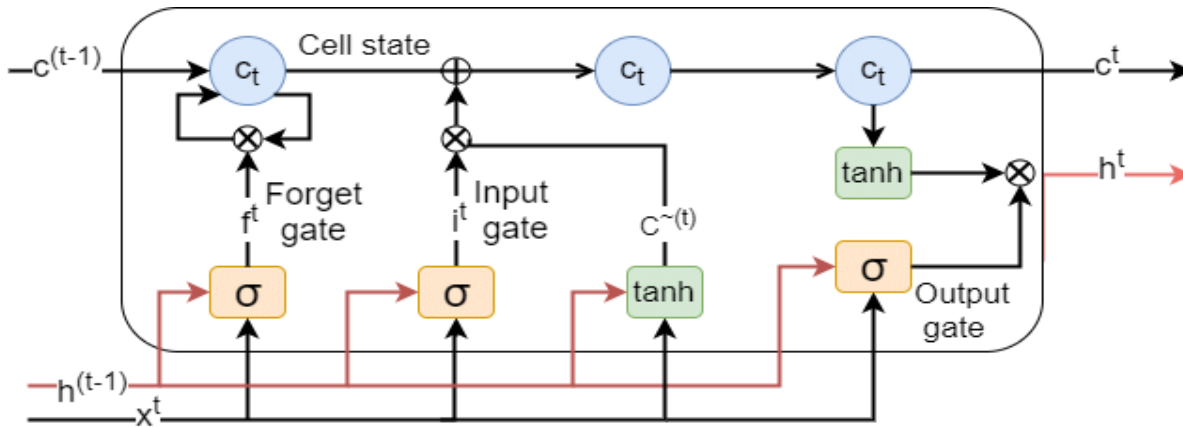 Cell state
c(t-1)
ct
ct
ct
ct
tanh
ht
Forget
gate
ft
Input
gate
it
C~(t)
σ
σ
tanh
σ
Output
gate
h(t-1)
xt